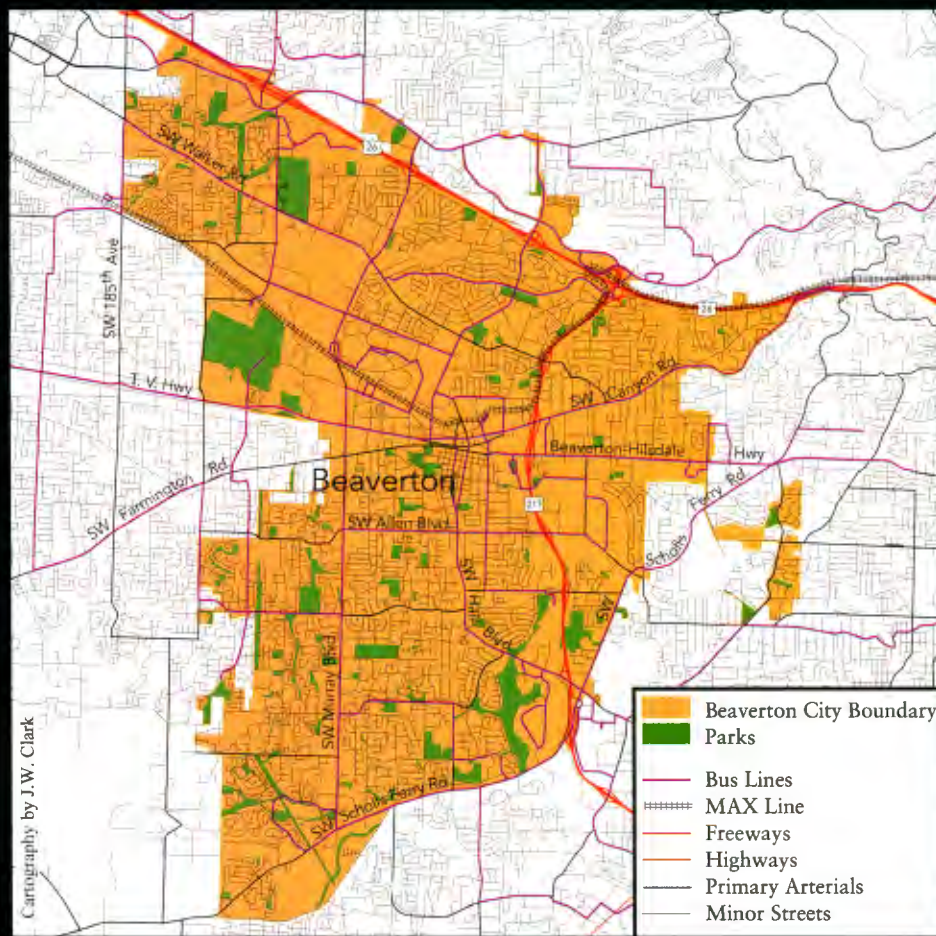 26
SW Walker Rd
SW 185th Ave
26
T. V. Hwy
SW Canyon Rd
Beaverton-Hillsdale Hwy
SW Farmington Rd
Beaverton
217
SW Allen Blvd
Scholls Ferry Rd
SW
SW Hall Blvd
SW Murray Blvd
SW Scholls Ferry Rd
Cartography by J.W. Clark
Beaverton City Boundary
Parks
Bus Lines
MAX Line
Freeways
Highways
Primary Arterials
Minor Streets